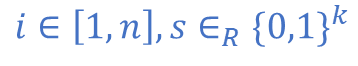 i ∈ [1, n], s ∈_R {0,1}^k